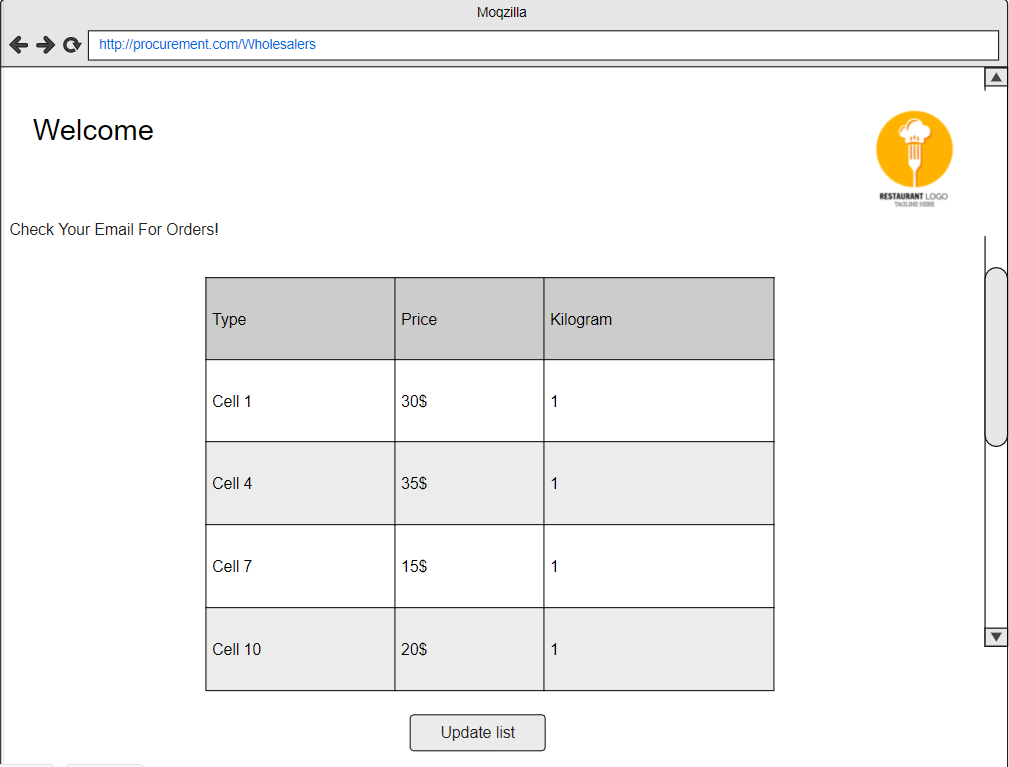 Moqzilla
http://procurement.com/Wholesalers
Welcome
RESTAURANT LOGO
TAGLINE HERE
Check Your Email For Orders!
Type Price Kilogram
Cell 1 30$ 1
Cell 4 35$ 1
Cell 7 15$ 1
Cell 10 20$ 1
Update list